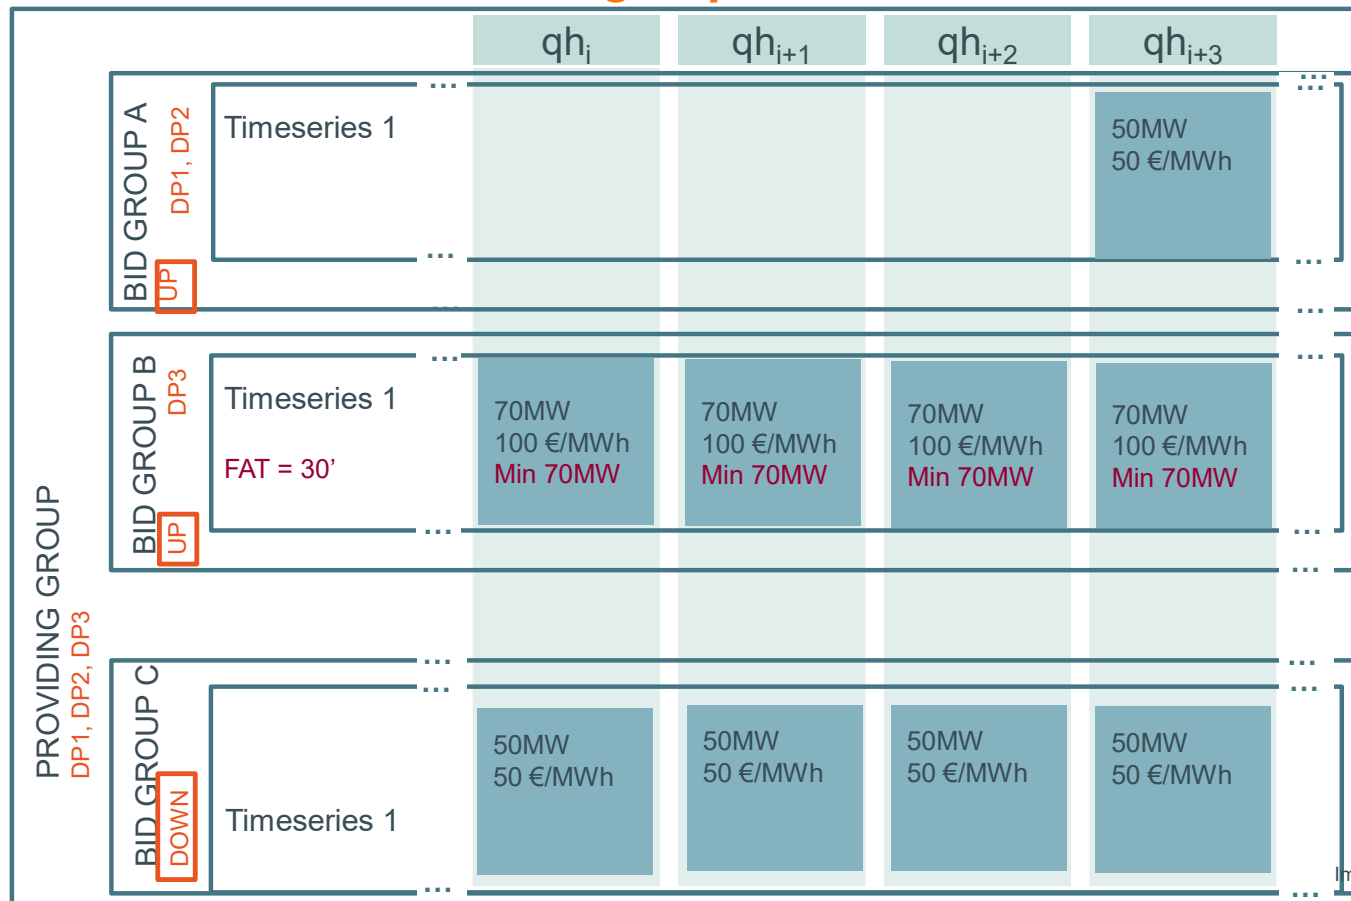 qhi
qhi+1
qhi+2
qhi+3
PROVIDING GROUP
DP1, DP2, DP3
BID GROUP A
DP1, DP2
UP
Timeseries 1
...
...
...
50MW
50 €/MWh
...
...
...
...
BID GROUP B
DP3
UP
Timeseries 1
FAT = 30’
...
...
70MW
100 €/MWh
Min 70MW
70MW
100 €/MWh
Min 70MW
70MW
100 €/MWh
Min 70MW
70MW
100 €/MWh
Min 70MW
...
...
...
BID GROUP C
DOWN
Timeseries 1
...
...
...
50MW
50 €/MWh
50MW
50 €/MWh
50MW
50 €/MWh
50MW
50 €/MWh
...
...
...